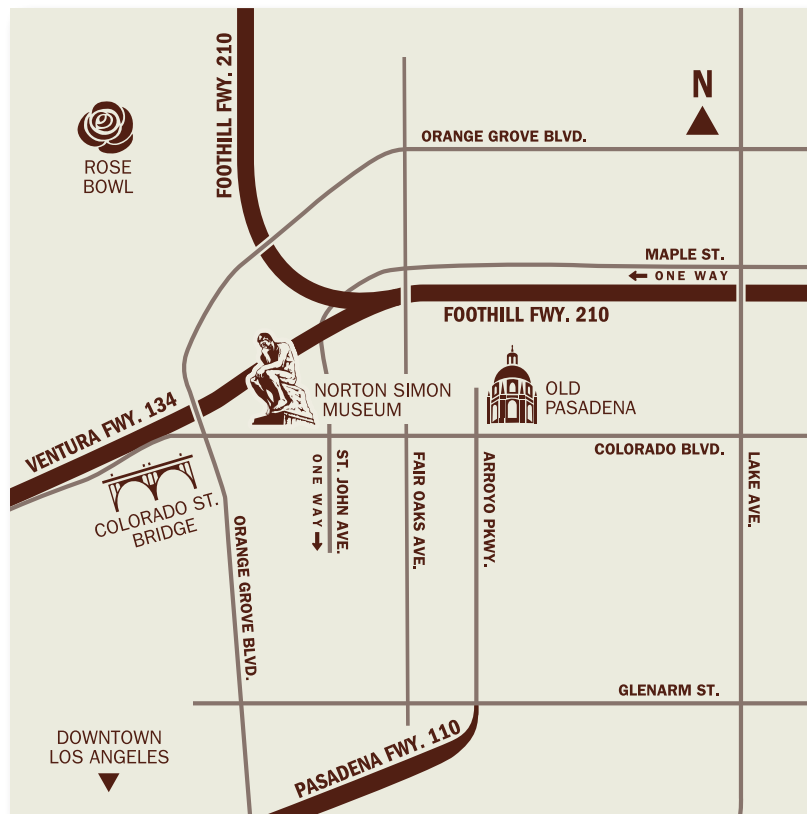 FOOTHILL FWY. 210
N
ORANGE GROVE BLVD.
ROSE
BOWL
MAPLE ST.
ONE WAY
FOOTHILL FWY. 210
NORTON SIMON
MUSEUM
OLD
PASADENA
VENTURA FWY. 134
COLORADO BLVD.
COLORADO ST.
BRIDGE
ONE WAY
ST. JOHN AVE.
FAIR OAKS AVE.
ARROYO PKWY.
LAKE AVE.
ORANGE GROVE BLVD.
GLENARM ST.
DOWNTOWN
LOS ANGELES
PASADENA FWY. 110